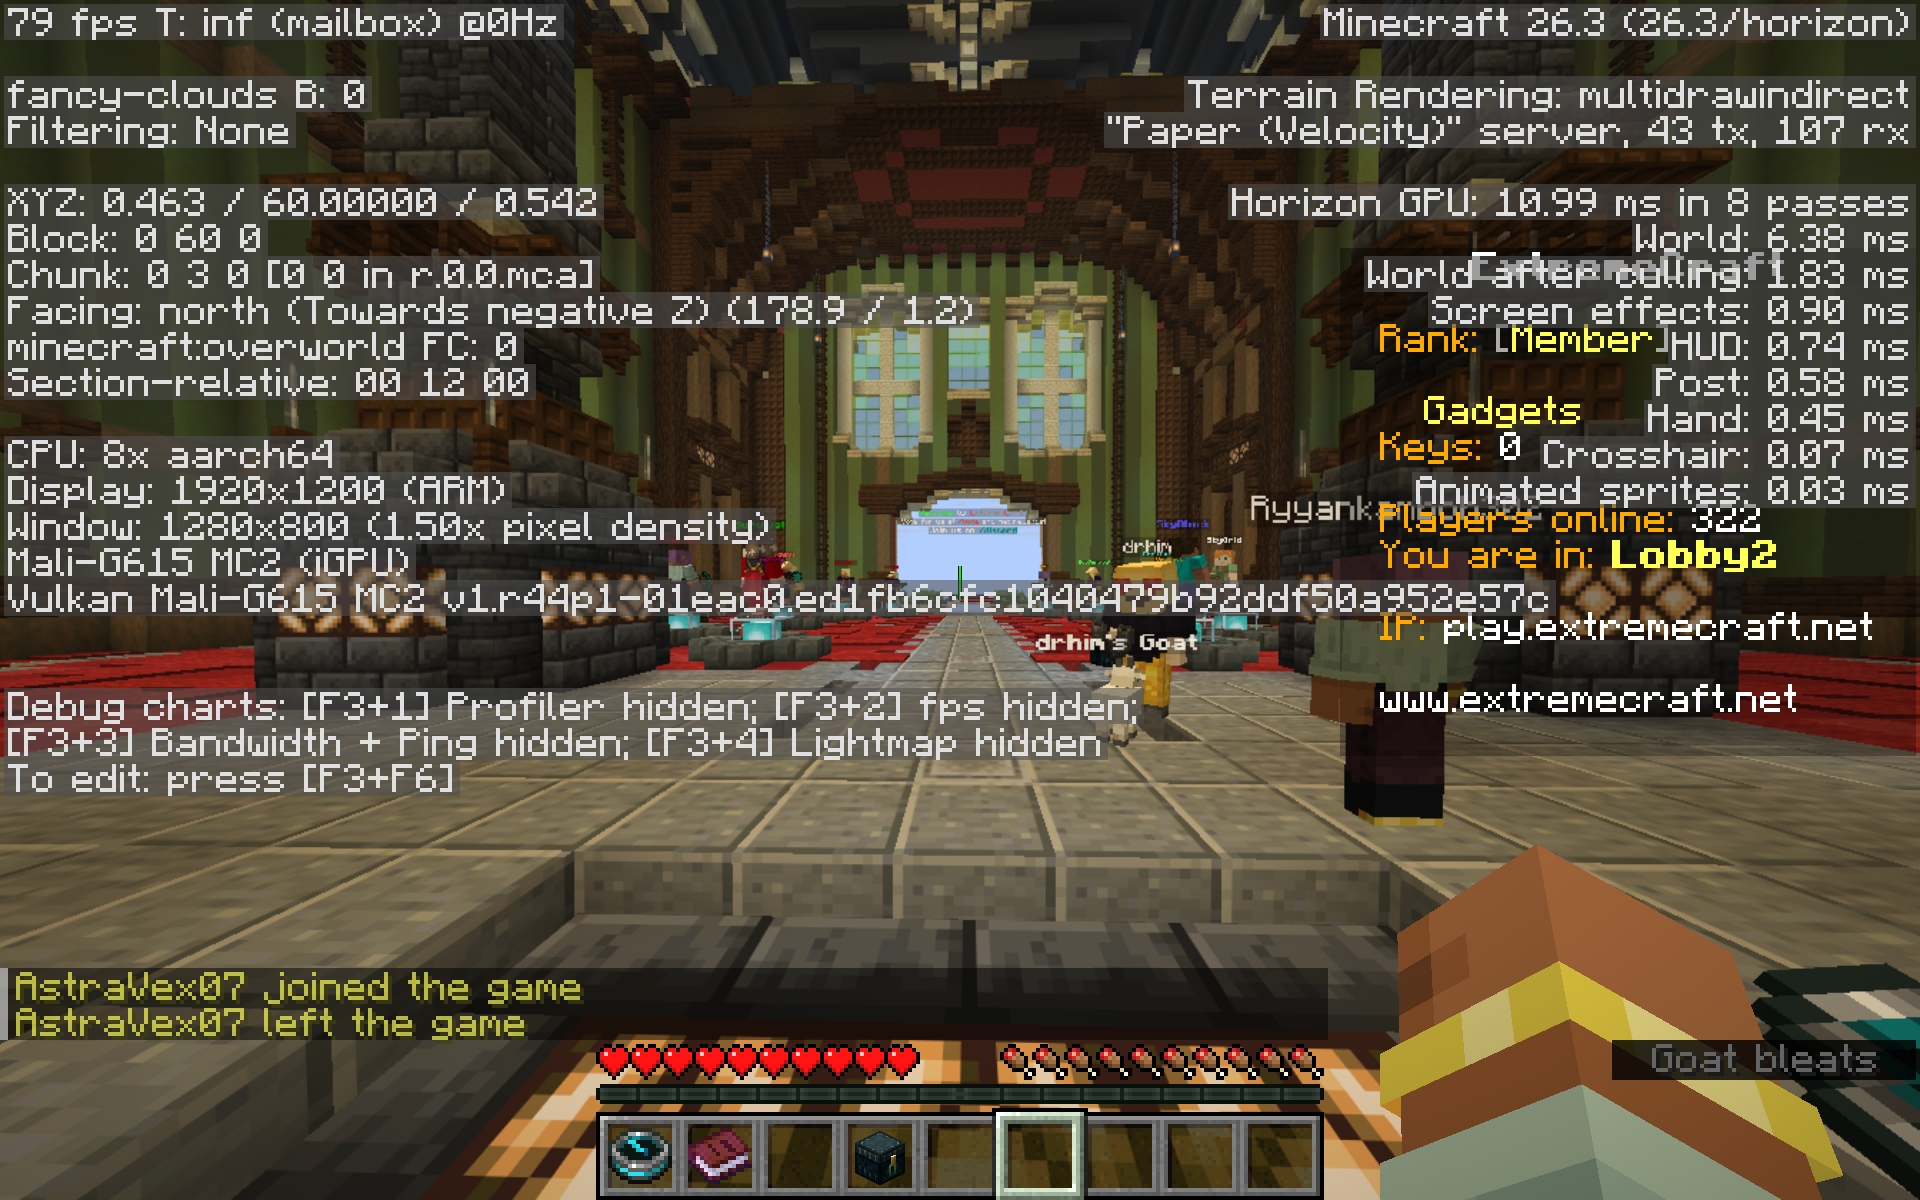 79 fps T: inf (mailbox) @0Hz
fancy-clouds B: 0
Filtering: None
XYZ: 0.463 / 60.00000 / 0.542
Block: 0 60 0
Chunk: 0 3 0 [0 0 in r.0.0.mca]
Facing: north (Towards negative Z) (178.9 / 1.2)
minecraft:overworld FC: 0
Section-relative: 00 12 00
CPU: 8x aarch64
Display: 1920x1200 (ARM)
Window: 1280x800 (1.50x pixel density)
Mali-G615 MC2 (iGPU)
Vulkan Mali-G615 MC2 v1.r44p1-01eac0.ed1fb6cfc1040479b92ddf50a952e57c
Debug charts: [F3+1] Profiler hidden; [F3+2] fps hidden;
[F3+3] Bandwidth + Ping hidden; [F3+4] Lightmap hidden
To edit: press [F3+F6]
Minecraft 26.3 (26.3/horizon)
Terrain Rendering: multidrawindirect
"Paper (Velocity)" server, 43 tx, 107 rx
Horizon GPU: 10.99 ms in 8 passes
World: 6.38 ms
World after culling: 1.83 ms
Screen effects: 0.90 ms
HUD: 0.74 ms
Post: 0.58 ms
Hand: 0.45 ms
Crosshair: 0.07 ms
Animated sprites: 0.03 ms
ExtremeCraft
Rank: [Member]
Gadgets
Keys: 0
Players online: 322
You are in: Lobby2
IP: play.extremecraft.net
www.extremecraft.net
SkyBlock
SkyGrid
drhim
drhim's Goat
AstraVex07 joined the game
AstraVex07 left the game
Goat bleats